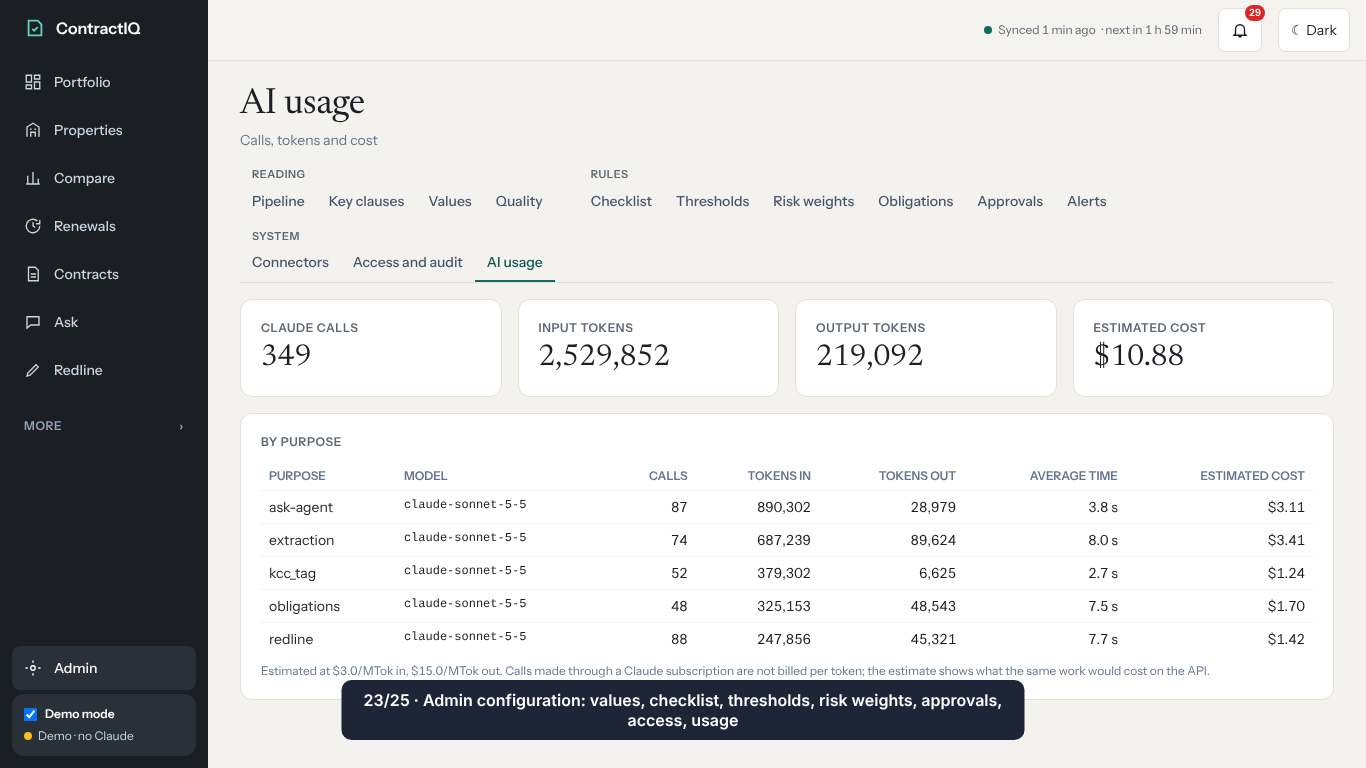 ContractIQ
Synced 1 min ago · next in 1 h 59 min
29
☾ Dark
Portfolio
Properties
Compare
Renewals
Contracts
Ask
Redline
MORE ›
Admin
Demo mode
Demo · no Claude
AI usage
Calls, tokens and cost
READING
Pipeline Key clauses Values Quality
RULES
Checklist Thresholds Risk weights Obligations Approvals Alerts
SYSTEM
Connectors Access and audit AI usage
CLAUDE CALLS
349
INPUT TOKENS
2,529,852
OUTPUT TOKENS
219,092
ESTIMATED COST
$10.88
BY PURPOSE
PURPOSE MODEL CALLS TOKENS IN TOKENS OUT AVERAGE TIME ESTIMATED COST
ask-agent claude-sonnet-5-5 87 890,302 28,979 3.8 s $3.11
extraction claude-sonnet-5-5 74 687,239 89,624 8.0 s $3.41
kcc_tag claude-sonnet-5-5 52 379,302 6,625 2.7 s $1.24
obligations claude-sonnet-5-5 48 325,153 48,543 7.5 s $1.70
redline claude-sonnet-5-5 88 247,856 45,321 7.7 s $1.42
Estimated at $3.0/MTok in, $15.0/MTok out. Calls made through a Claude subscription are not billed per token; the estimate shows what the same work would cost on the API.
23/25 · Admin configuration: values, checklist, thresholds, risk weights, approvals,
access, usage